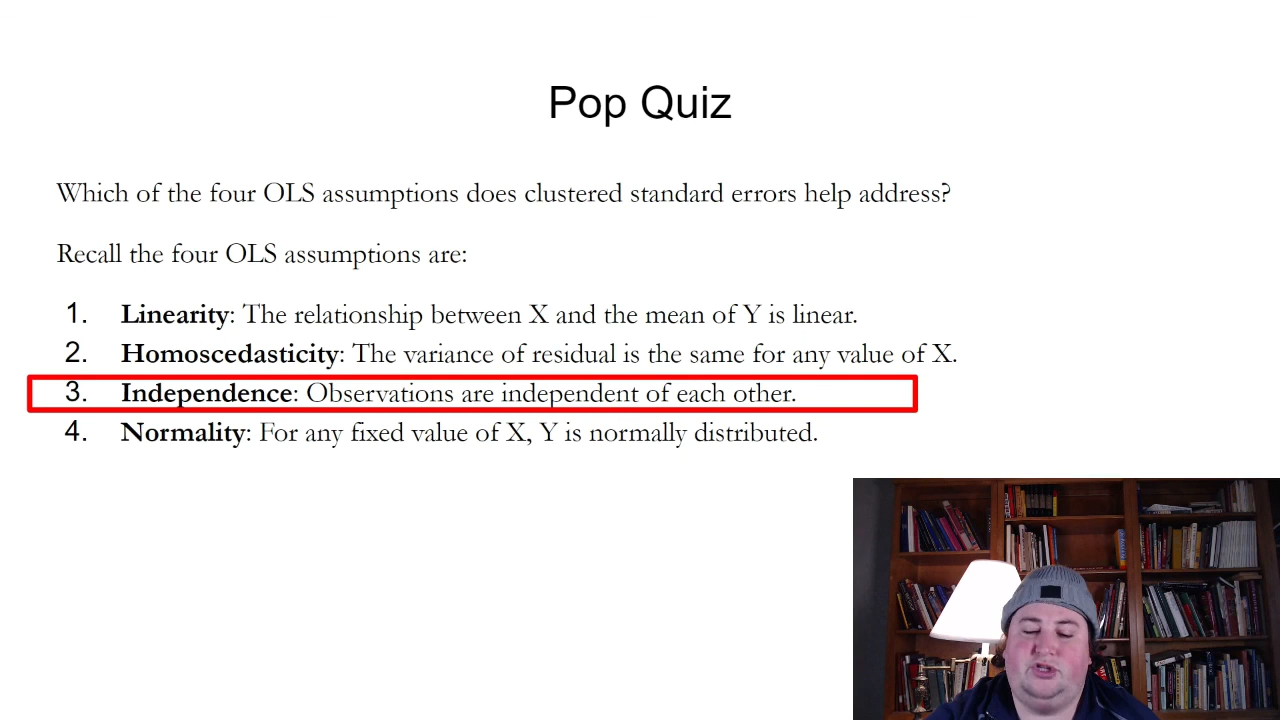 Pop Quiz
Which of the four OLS assumptions does clustered standard errors help address?
Recall the four OLS assumptions are:
1. Linearity: The relationship between X and the mean of Y is linear.
2. Homoscedasticity: The variance of residual is the same for any value of X.
3. Independence: Observations are independent of each other.
4. Normality: For any fixed value of X, Y is normally distributed.